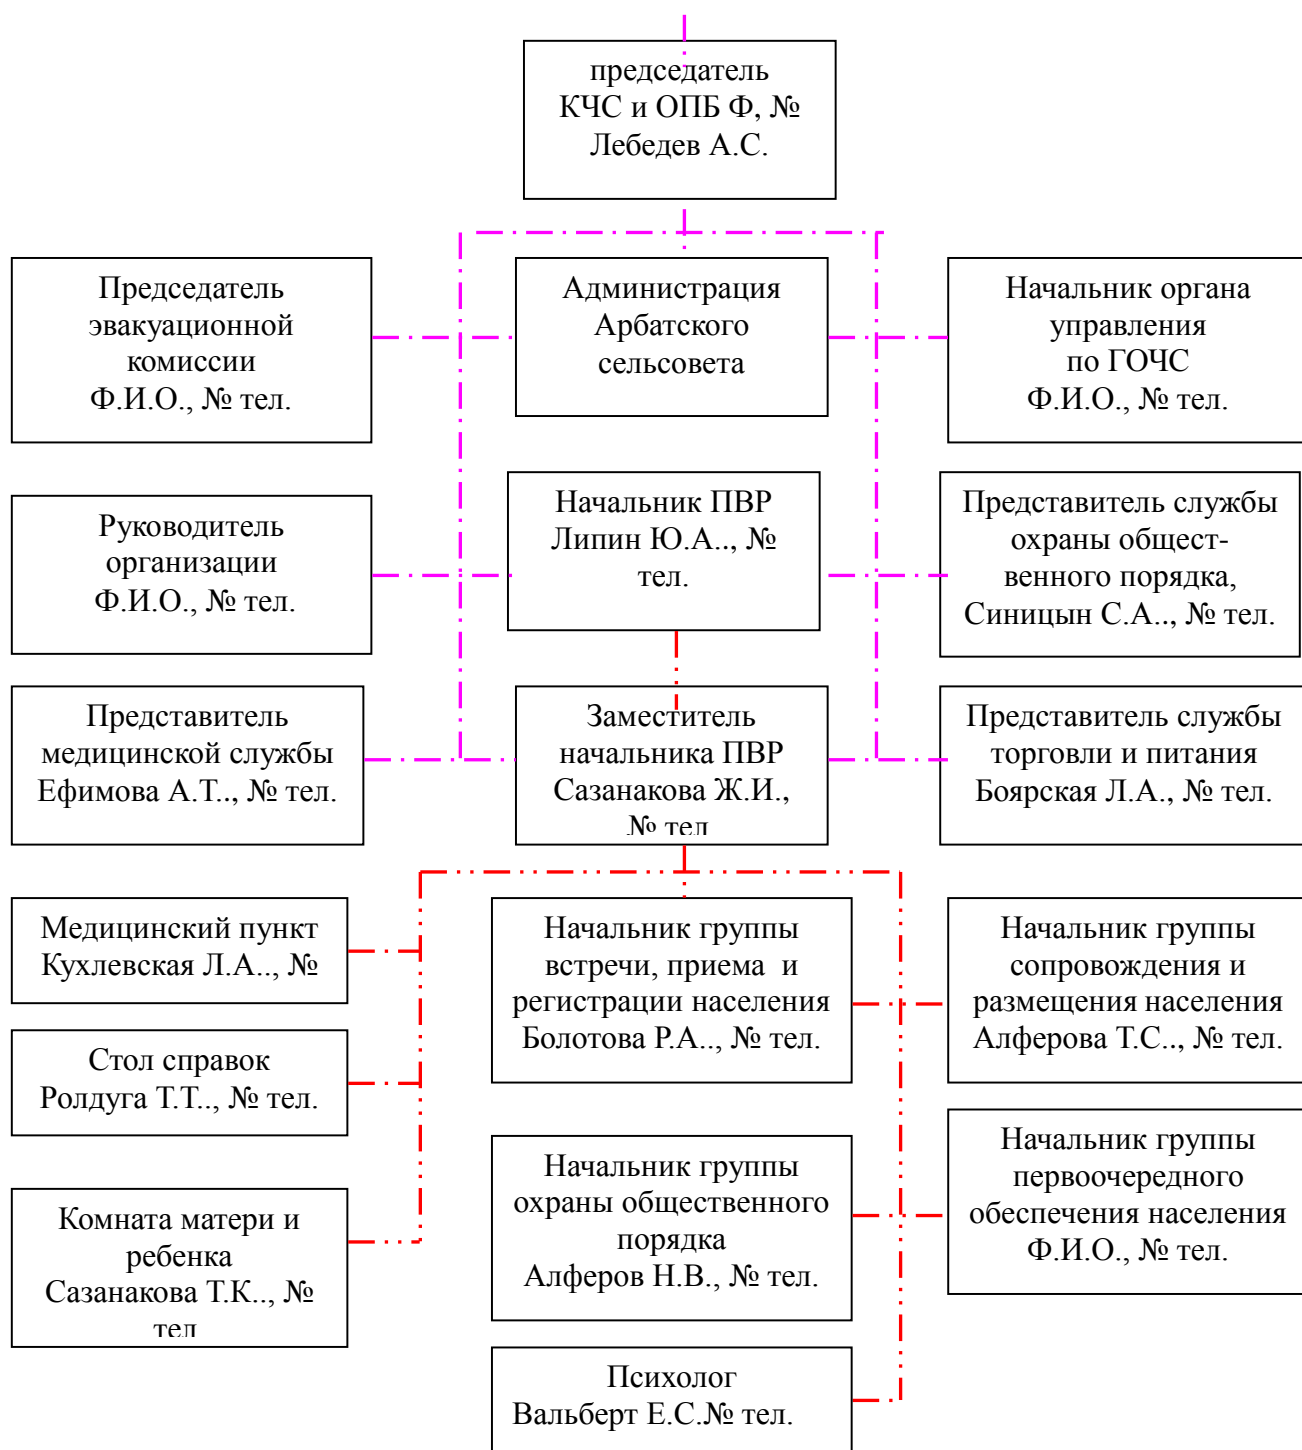 председатель
КЧС и ОПБ Ф, №
Лебедев А.С.
Председатель
эвакуационной
комиссии
Ф.И.О., № тел.
Администрация
Арбатского
сельсовета
Начальник органа
управления
по ГОЧС
Ф.И.О., № тел.
Руководитель
организации
Ф.И.О., № тел.
Начальник ПВР
Липин Ю.А.., №
тел.
Представитель службы
охраны общест-
венного порядка,
Синицын С.А.., № тел.
Представитель
медицинской службы
Ефимова А.Т.., № тел.
Заместитель
начальника ПВР
Сазанакова Ж.И.,
№ тел
Представитель службы
торговли и питания
Боярская Л.А., № тел.
Медицинский пункт
Кухлевская Л.А.., №
Начальник группы
встречи, приема и
регистрации населения
Болотова Р.А.., № тел.
Начальник группы
сопровождения и
размещения населения
Алферова Т.С.., № тел.
Стол справок
Ролдуга Т.Т.., № тел.
Начальник группы
охраны общественного
порядка
Алферов Н.В., № тел.
Начальник группы
первоочередного
обеспечения населения
Ф.И.О., № тел.
Комната матери и
ребенка
Сазанакова Т.К.., №
тел
Психолог
Вальберт Е.С.№ тел.